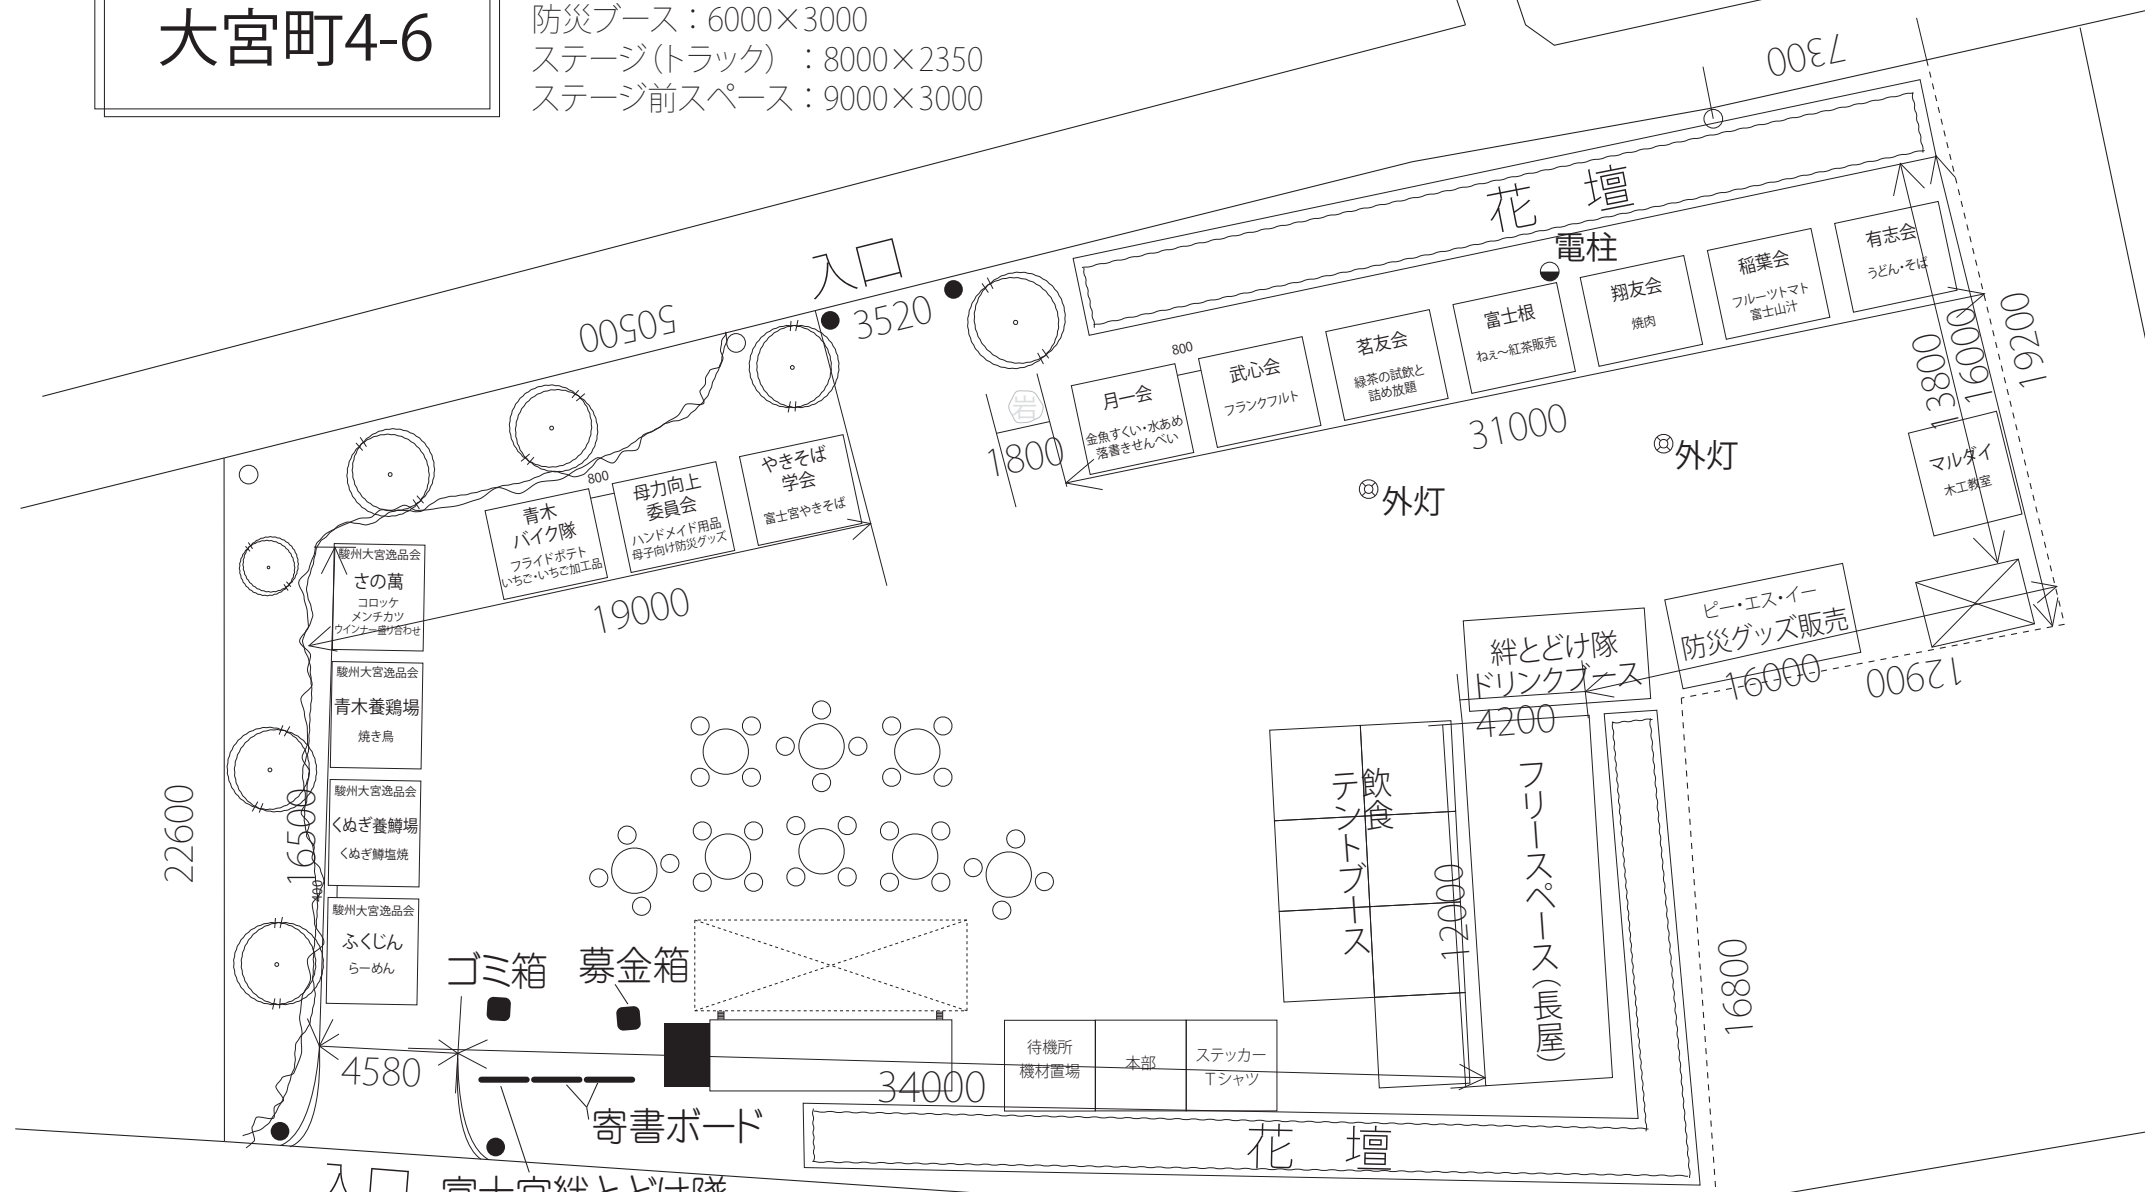 大宮町4-6
防災ブース：6000×3000
ステージ（トラック）：8000×2350
ステージ前スペース：9000×3000
7300
花 壇
電柱
入口
50500
3520
有志会
うどん・そば
稲葉会
フルーツトマト
富士山汁
翔友会
焼肉
富士根
ねぇ〜紅茶販売
茗友会
緑茶の試飲と
詰め放題
武心会
フランクフルト
800
月一会
金魚すくい・水あめ
落書きせんべい
岩
1800
31000
外灯
外灯
13800
16000
19200
マルダイ
木工教室
やきそば
学会
富士宮やきそば
母力向上
委員会
ハンドメイド用品
母子向け防災グッズ
800
青木
バイク隊
フライドポテト
いちご・いちご加工品
19000
駿州大宮逸品会
さの萬
コロッケ
メンチカツ
ウインナー盛り合わせ
駿州大宮逸品会
青木養鶏場
焼き鳥
駿州大宮逸品会
くぬぎ養鱒場
くぬぎ鱒塩焼
駿州大宮逸品会
ふくじん
らーめん
22600
16500
400
ピー・エス・イー
防災グッズ販売
絆とどけ隊
ドリンクブース
16000
12900
4200
飲食
テントブース
12000
フリースペース（長屋）
16800
ゴミ箱
募金箱
4580
34000
待機所
機材置場
本部
ステッカー
Tシャツ
寄書ボード
花 壇
入口
富士宮絆とどけ隊